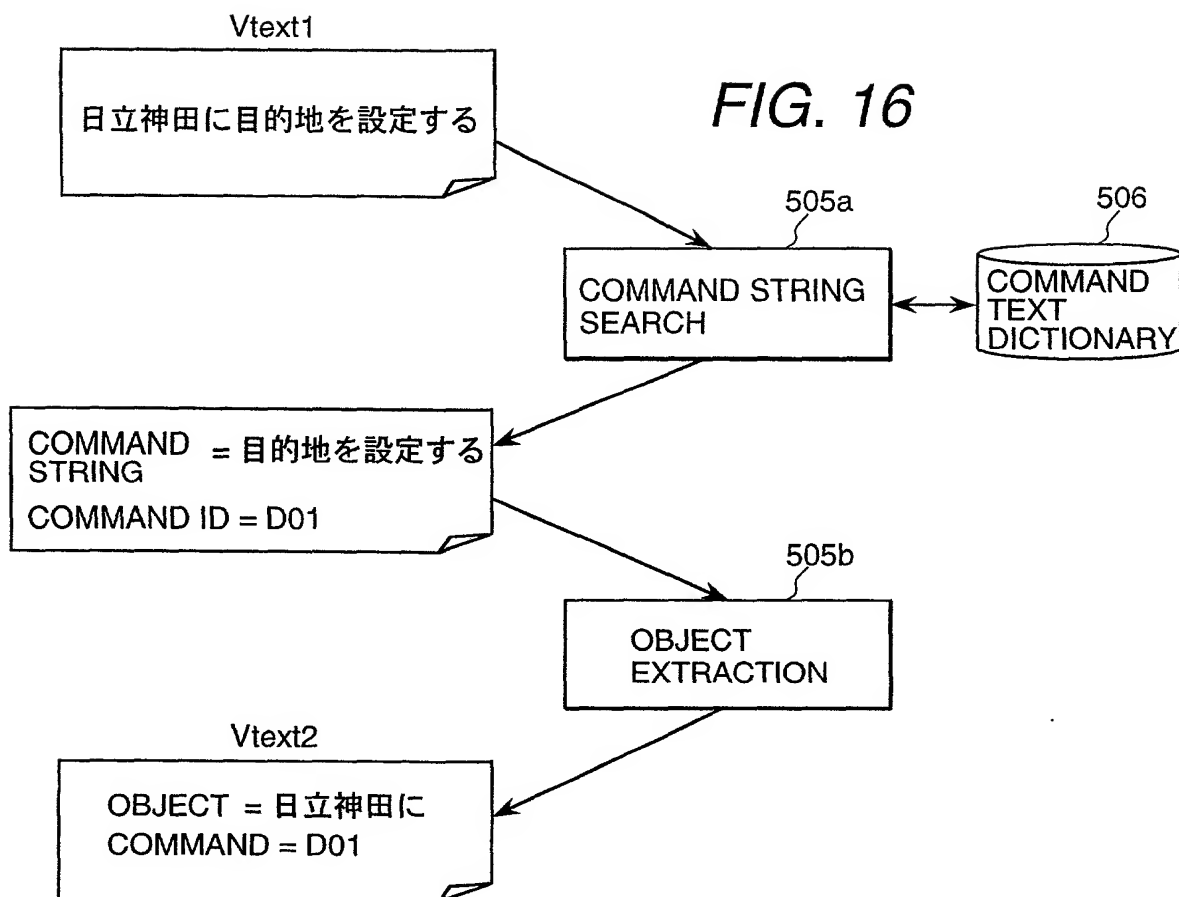 Vtext1
日立神田に目的地を設定する
FIG. 16
505a
506
COMMAND STRING
SEARCH
COMMAND
TEXT
DICTIONARY
COMMAND
STRING
= 目的地を設定する
COMMAND ID = D01
505b
OBJECT
EXTRACTION
Vtext2
OBJECT = 日立神田に
COMMAND = D01